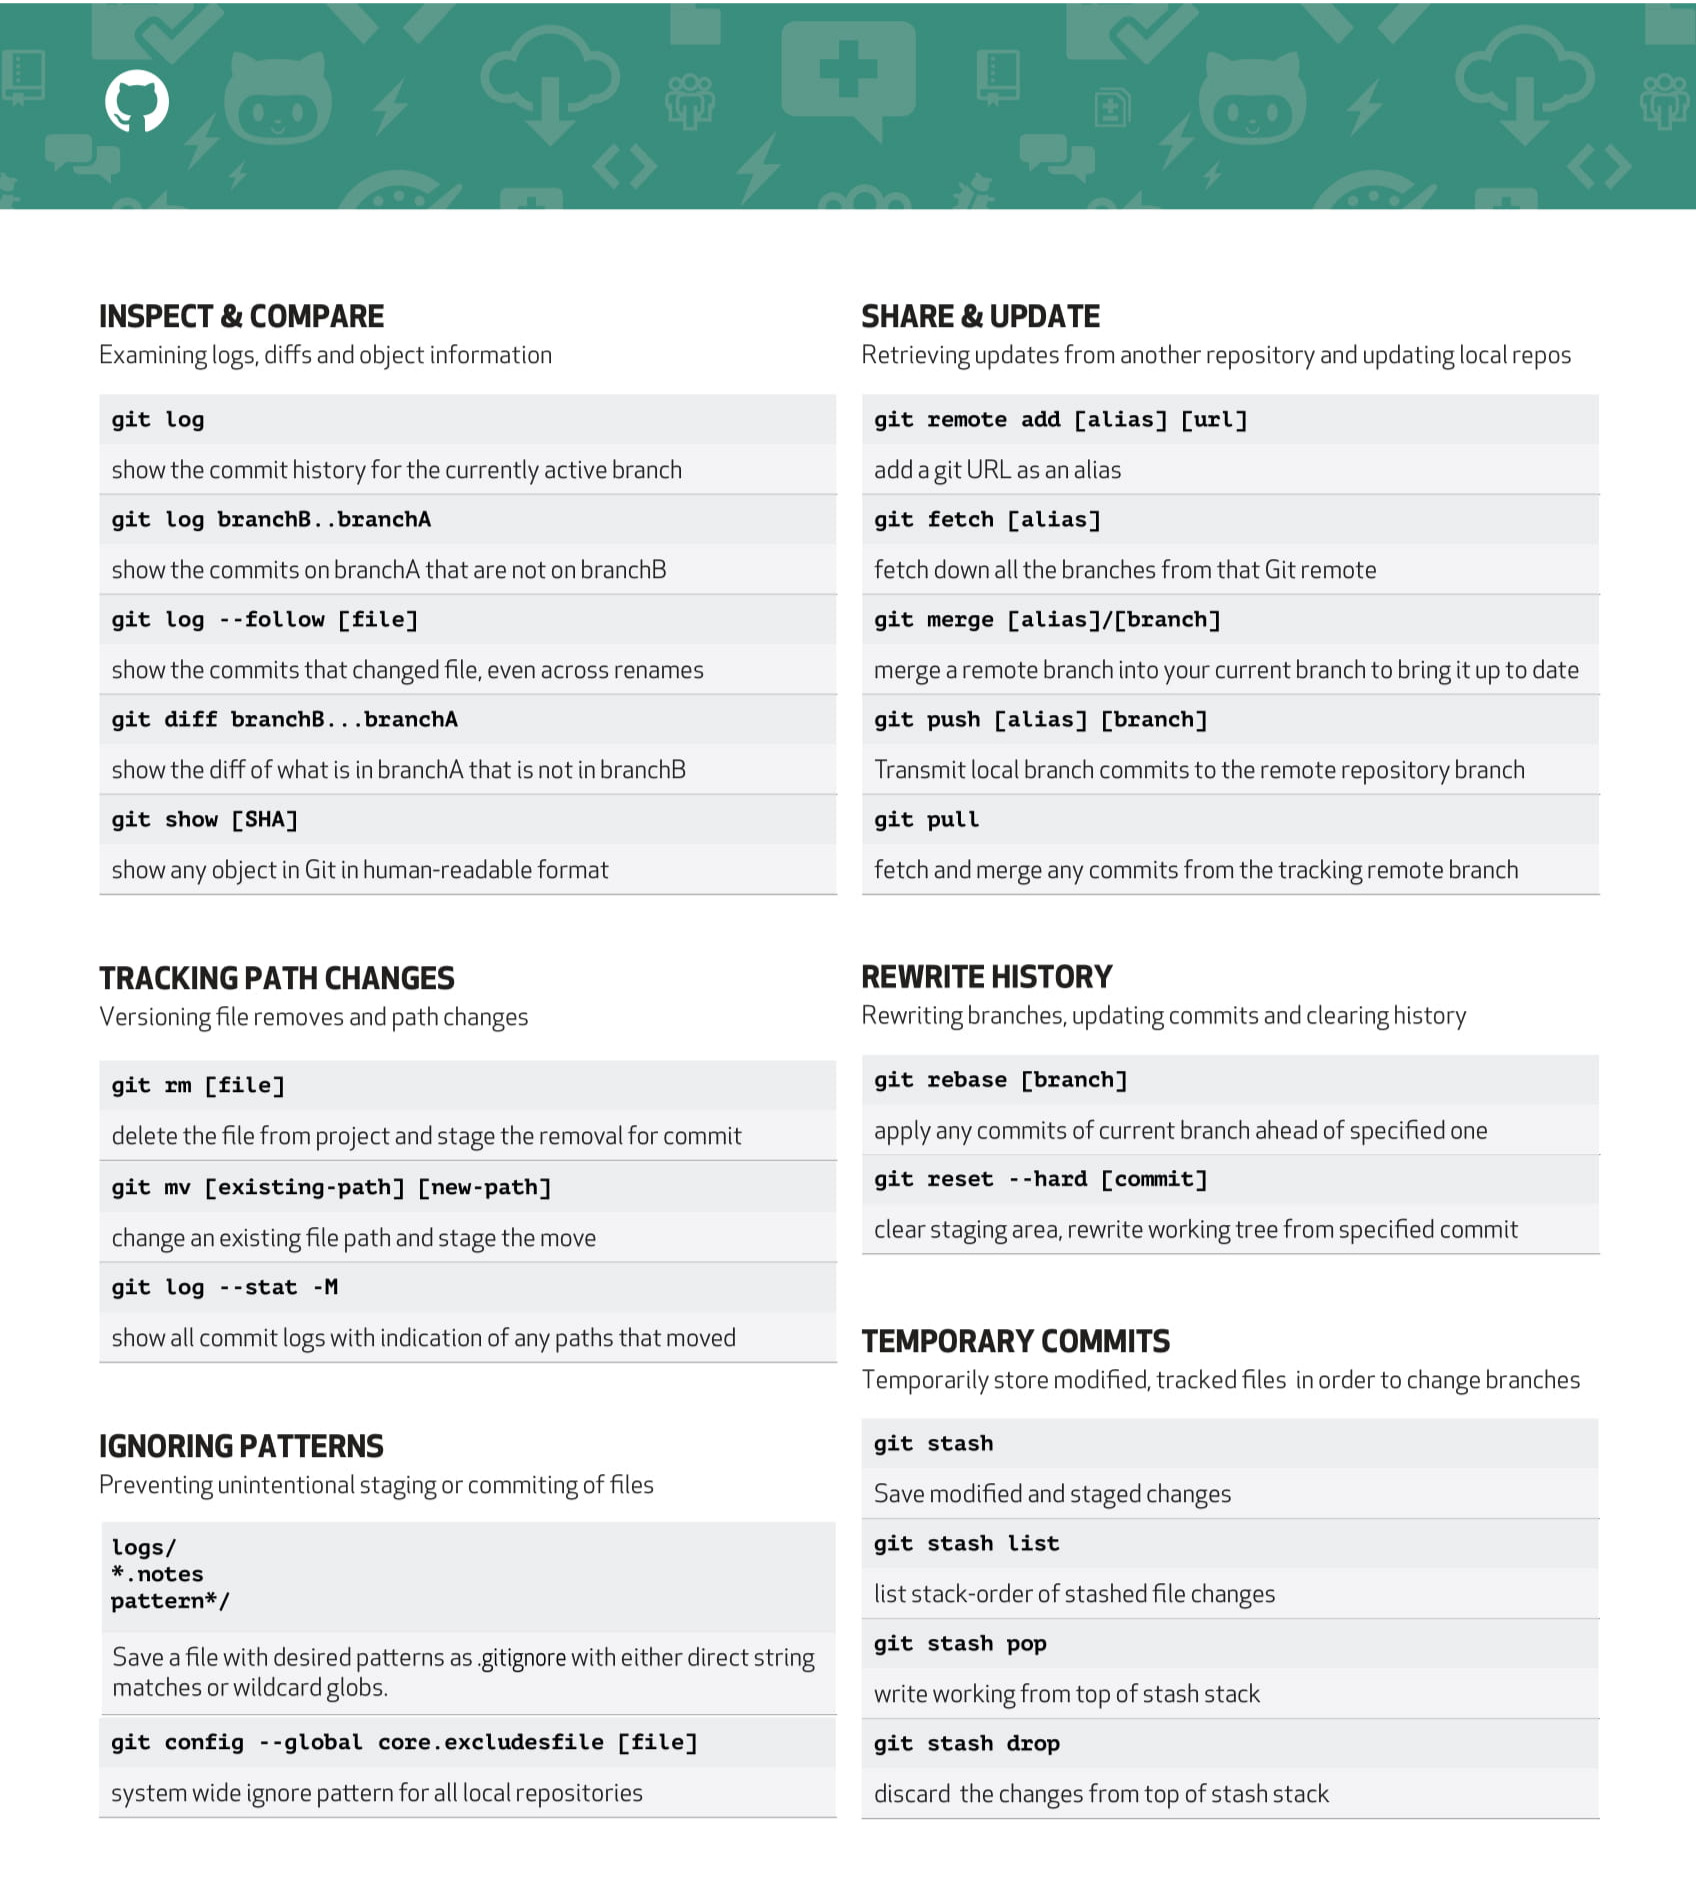 INSPECT & COMPARE
Examining logs, diffs and object information
git log
show the commit history for the currently active branch
git log branchB..branchA
show the commits on branchA that are not on branchB
git log --follow [file]
show the commits that changed file, even across renames
git diff branchB...branchA
show the diff of what is in branchA that is not in branchB
git show [SHA]
show any object in Git in human-readable format
TRACKING PATH CHANGES
Versioning file removes and path changes
git rm [file]
delete the file from project and stage the removal for commit
git mv [existing-path] [new-path]
change an existing file path and stage the move
git log --stat -M
show all commit logs with indication of any paths that moved
IGNORING PATTERNS
Preventing unintentional staging or commiting of files
logs/
*.notes
pattern*/
Save a file with desired patterns as .gitignore with either direct string
matches or wildcard globs.
git config --global core.excludesfile [file]
system wide ignore pattern for all local repositories
SHARE & UPDATE
Retrieving updates from another repository and updating local repos
git remote add [alias] [url]
add a git URL as an alias
git fetch [alias]
fetch down all the branches from that Git remote
git merge [alias]/[branch]
merge a remote branch into your current branch to bring it up to date
git push [alias] [branch]
Transmit local branch commits to the remote repository branch
git pull
fetch and merge any commits from the tracking remote branch
REWRITE HISTORY
Rewriting branches, updating commits and clearing history
git rebase [branch]
apply any commits of current branch ahead of specified one
git reset --hard [commit]
clear staging area, rewrite working tree from specified commit
TEMPORARY COMMITS
Temporarily store modified, tracked files in order to change branches
git stash
Save modified and staged changes
git stash list
list stack-order of stashed file changes
git stash pop
write working from top of stash stack
git stash drop
discard the changes from top of stash stack